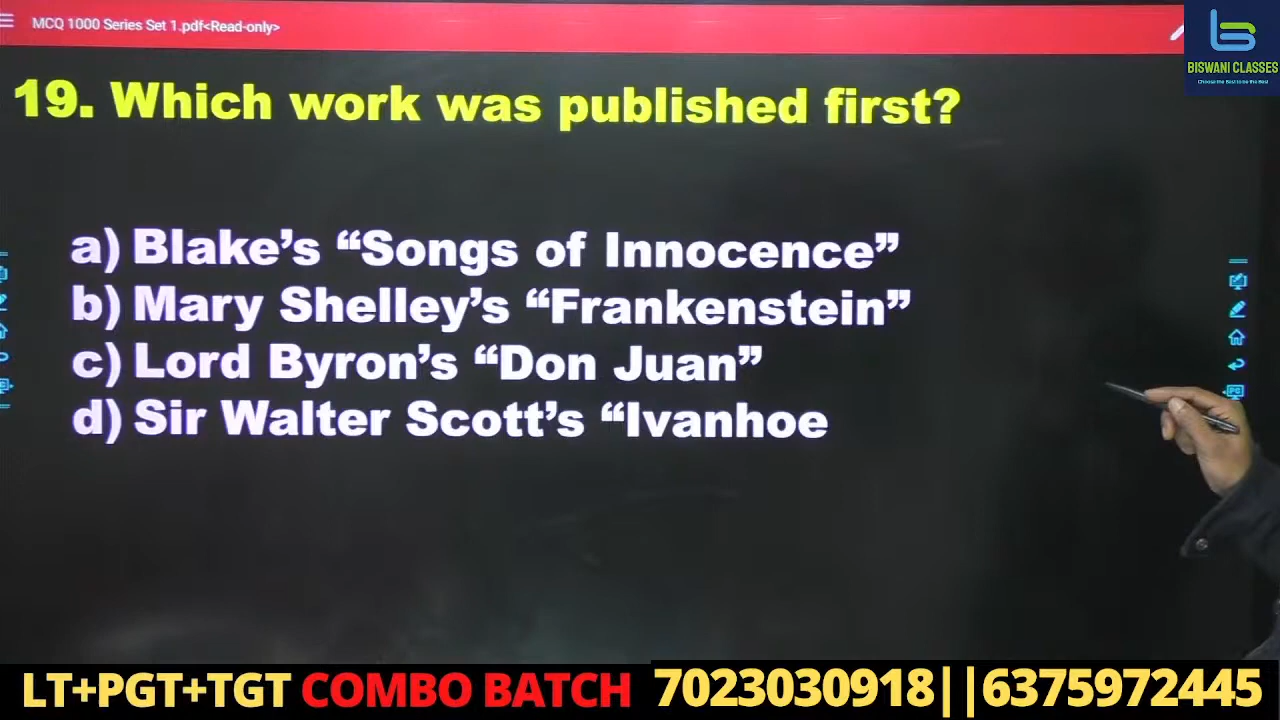 MCQ 1000 Series Set 1.pdf<Read-only>
BISWANI CLASSES
19. Which work was published first?
a) Blake’s “Songs of Innocence”
b) Mary Shelley’s “Frankenstein”
c) Lord Byron’s “Don Juan”
d) Sir Walter Scott’s “Ivanhoe
LT+PGT+TGT COMBO BATCH 7023030918||6375972445